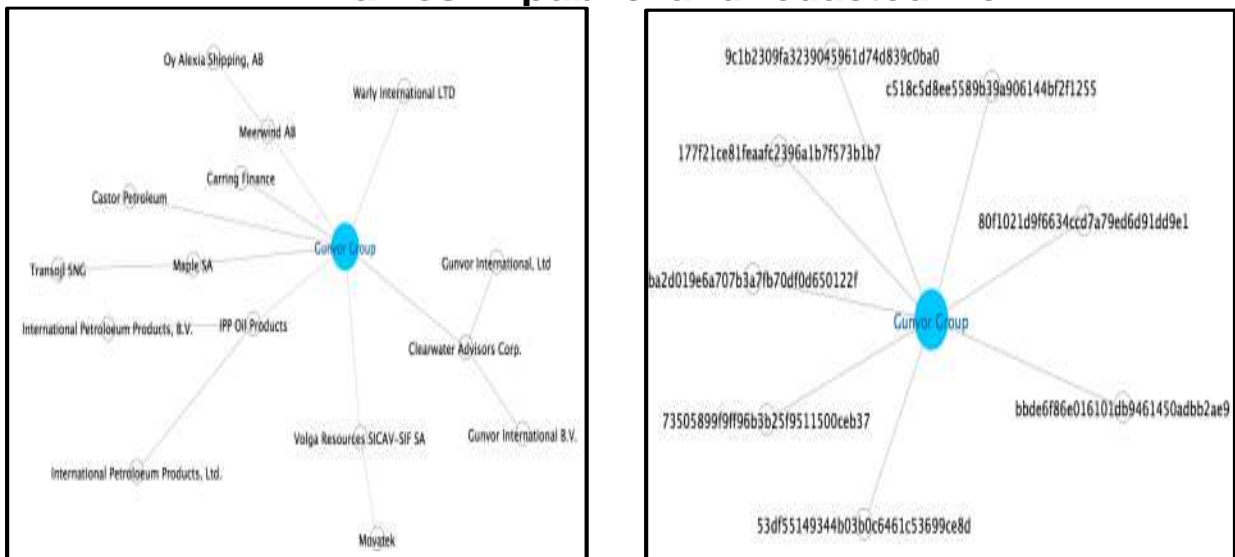 Oy Alexia Shipping, AB
Warly International LTD
Meerwind AB
Carring Finance
Castor Petroleum
Gunvor Group
Gunvor International, Ltd
Transoil SNG
Maple SA
International Petroloeum Products, B.V.
IPP Oil Products
Clearwater Advisors Corp.
Volga Resources SICAV-SIF SA
Gunvor International B.V.
International Petroloeum Products, Ltd.
Movatek
9c1b2309fa3239045961d74d839c0ba0
c518c5d8ee5589b39a906144bf2f1255
177f21ce81feaafc2396a1b7f573b1b7
80f1021d9f6634ccd7a79ed6d91dd9e1
ba2d019e6a707b3a7fb70df0d650122f
Gunvor Group
bbde6f86e016101db9461450adbb2ae9
73505899f9ff96b3b25f9511500ceb37
53df55149344b03b0c6461c53699ce8d